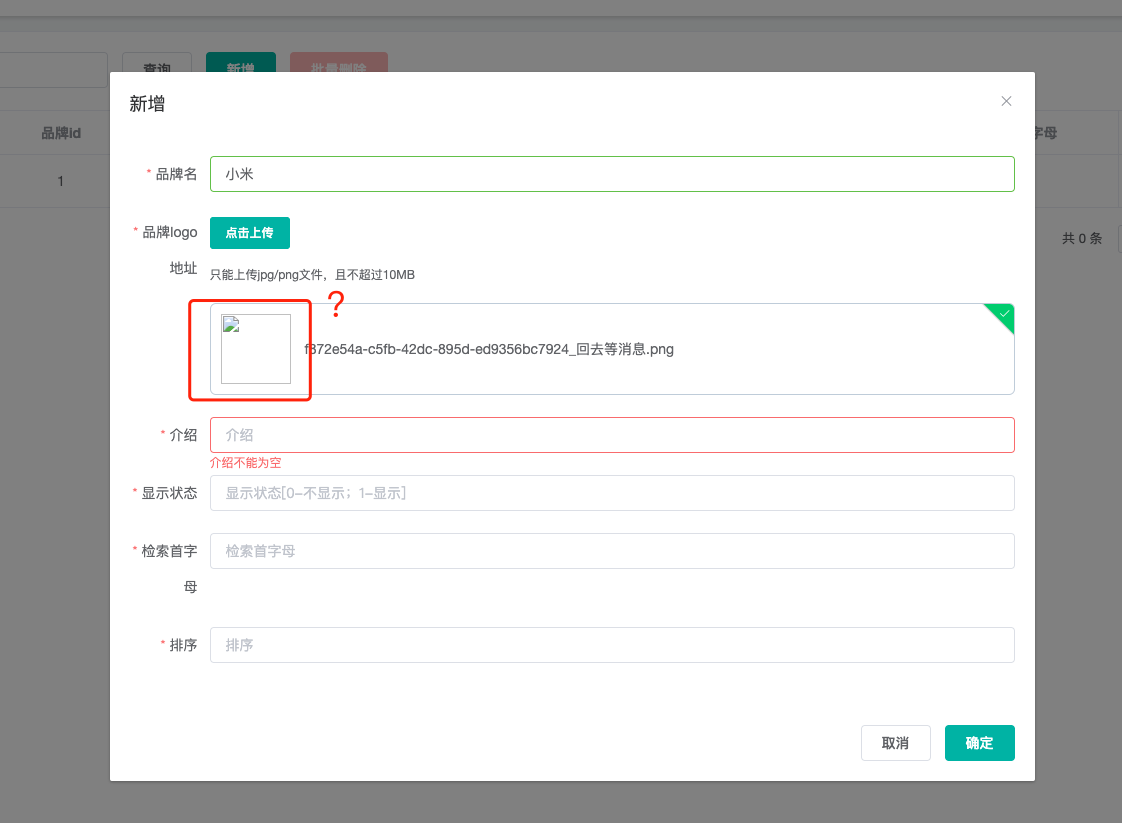 查询 新增 批量删除
新增
品牌id
字母
* 品牌名 小米
1
* 品牌logo地址 点击上传
共 0 条
只能上传jpg/png文件，且不超过10MB
?
f872e54a-c5fb-42dc-895d-ed9356bc7924_回去等消息.png
* 介绍 介绍
介绍不能为空
* 显示状态 显示状态[0-不显示；1-显示]
* 检索首字母 检索首字母
* 排序 排序
取消 确定